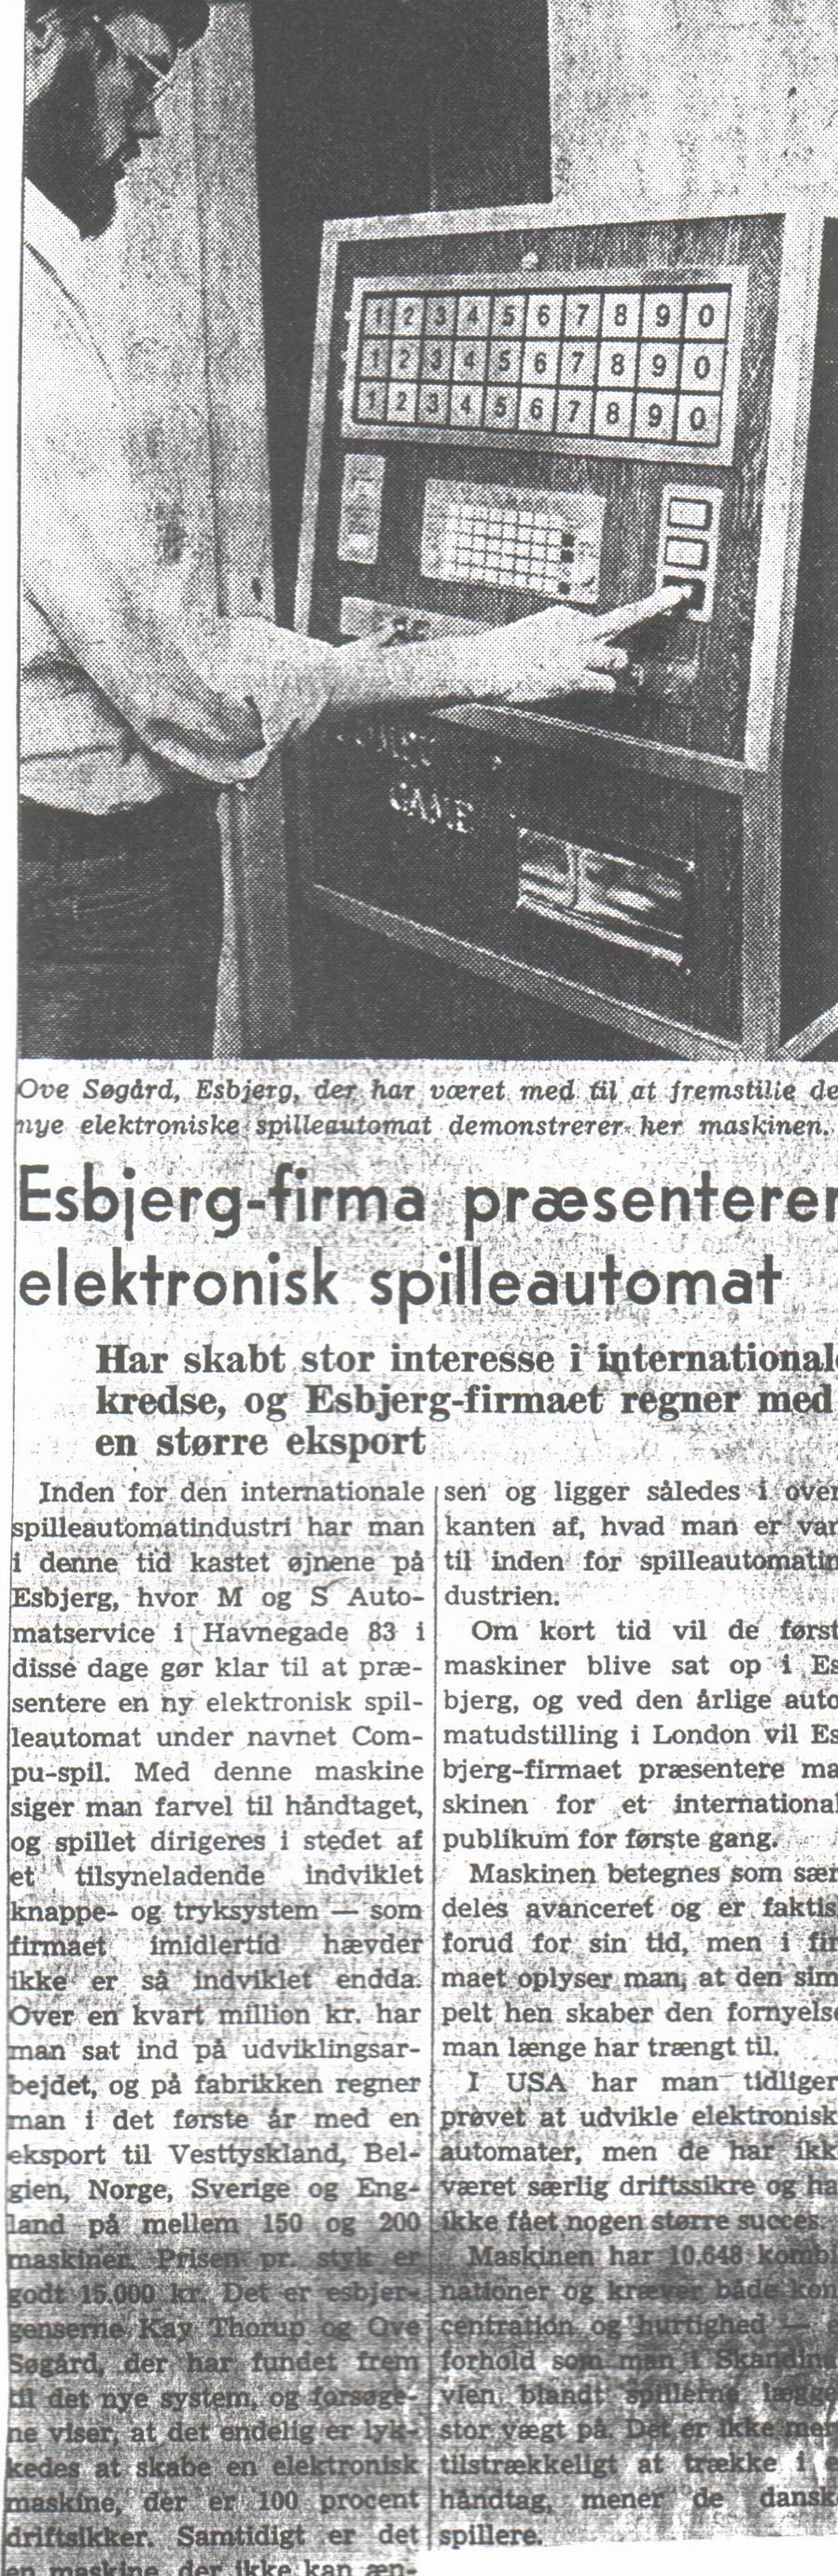 1 2 3 4 5 6 7 8 9 0
1 2 3 4 5 6 7 8 9 0
1 2 3 4 5 6 7 8 9 0
GAME
Ove Søgård, Esbjerg, der har været med til at fremstille de
nye elektroniske spilleautomat demonstrerer her maskinen.
Esbjerg-firma præsenterer
elektronisk spilleautomat
Har skabt stor interesse i international
kredse, og Esbjerg-firmaet regner med
en større eksport
Inden for den internationale
spilleautomatindustri har man
i denne tid kastet øjnene på
Esbjerg, hvor M og S Auto-
matservice i Havnegade 83 i
disse dage gør klar til at præ-
sentere en ny elektronisk spil-
leautomat under navnet Com-
pu-spil. Med denne maskine
siger man farvel til håndtaget,
og spillet dirigeres i stedet af
et tilsyneladende indviklet
knappe- og tryksystem — som
firmaet imidlertid hævder
ikke er så indviklet endda.
Over en kvart million kr. har
man sat ind på udviklingsar-
bejdet, og på fabrikken regner
man i det første år med en
eksport til Vesttyskland, Bel-
gien, Norge, Sverige og Eng-
land på mellem 150 og 200
maskiner. Prisen pr. styk er
godt 15.000 kr. Det er esbjer-
genserne Kay Thorup og Ove
Søgård, der har fundet frem
til det nye system, og forsøge-
ne viser, at det endelig er lyk-
kedes at skabe en elektronisk
maskine, der er 100 procent
driftsikker. Samtidigt er det
en maskine, der ikke kan æn-
sen og ligger således i over
kanten af, hvad man er van
til inden for spilleautomatin
dustrien.
Om kort tid vil de først
maskiner blive sat op i Es
bjerg, og ved den årlige auto
matudstilling i London vil Es
bjerg-firmaet præsentere ma
skinen for et international
publikum for første gang.
Maskinen betegnes som sær
deles avanceret og er faktis
forud for sin tid, men i fir
maet oplyser man, at den sim
pelt hen skaber den fornyelse
man længe har trængt til.
I USA har man tidliger
prøvet at udvikle elektronisk
automater, men de har ikk
været særlig driftssikre og ha
ikke fået nogen større succes.
Maskinen har 10.648 kombi
nationer og kræver både kon
centration og hurtighed —
forhold som man i Skandina
vien blandt spillerne lægger
stor vægt på. Det er ikke mer
tilstrækkeligt at trække i
håndtag, mener de dansk
spillere.